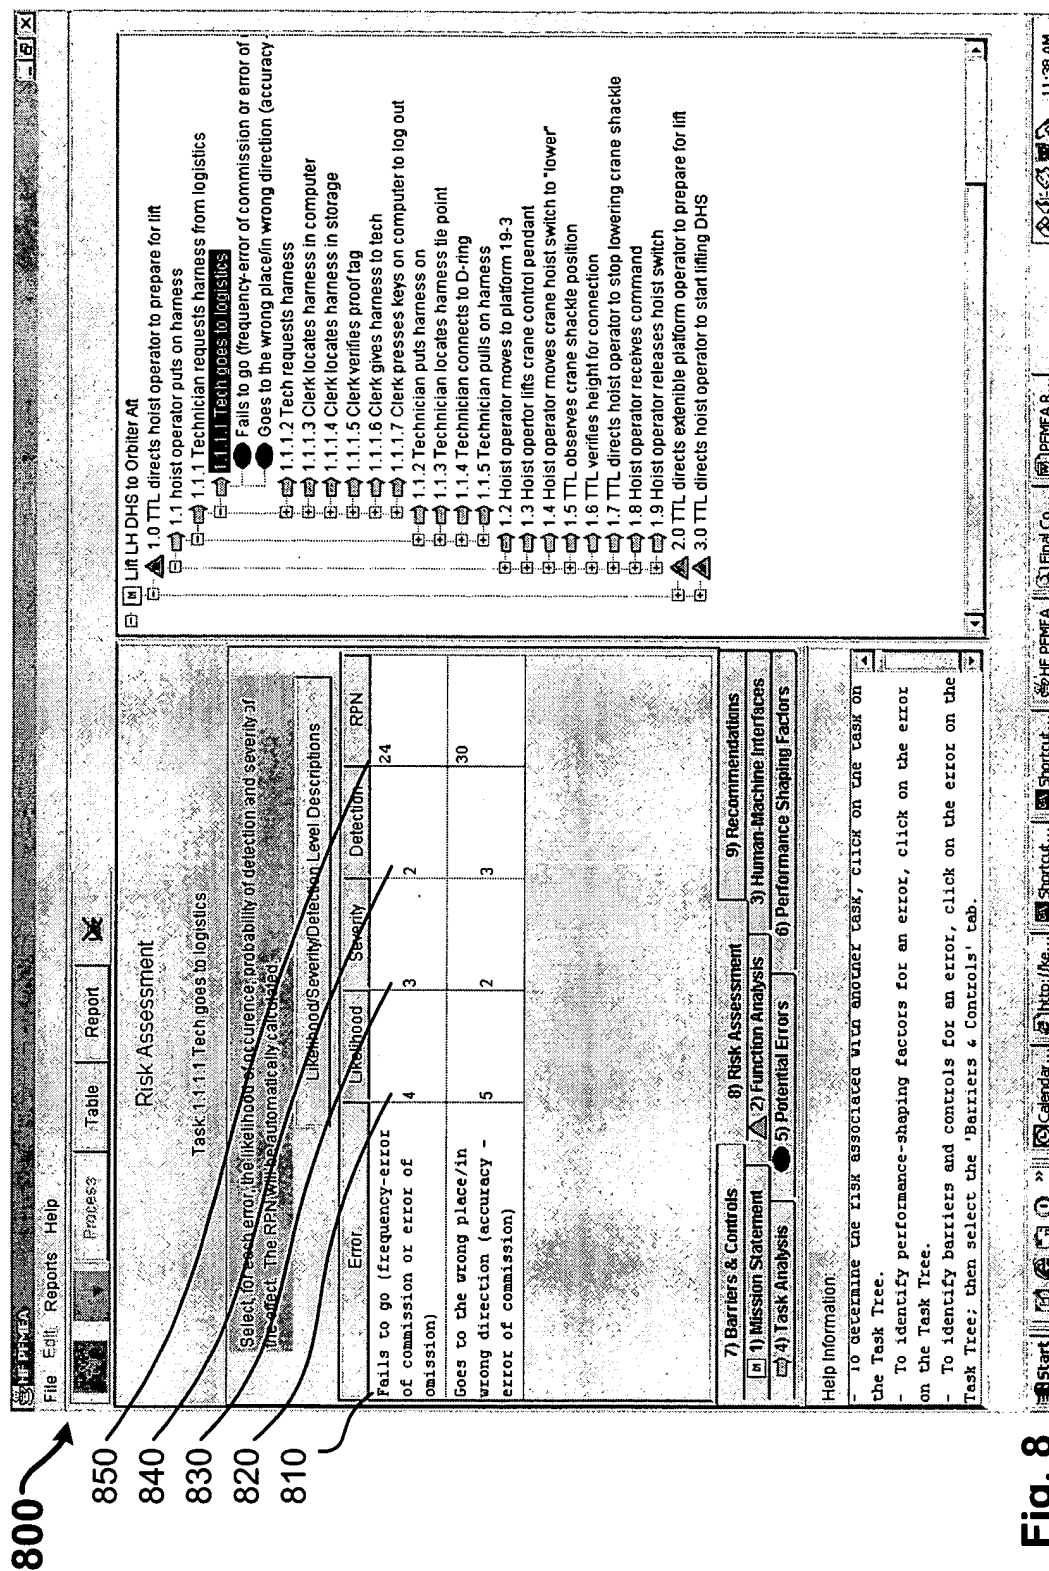 800
HF PFMEA
File Edit Reports Help
Process Table Report
850
840
830
820
810
Risk Assessment
Task: 1.1.1.1 Tech goes to logistics
Select, for each error, the likelihood of occurence, probability of detection and severity of
the effect. The RPN will be automatically calculated.
Likelihood/Severity/Detection Level Descriptions
Error Likelihood Severity Detection RPN
Fails to go (frequency-error
of commission or error of
omission)
4 3 2 24
Goes to the wrong place/in
wrong direction (accuracy -
error of commission)
5 2 3 30
7) Barriers & Controls 8) Risk Assessment 9) Recommendations
M 1) Mission Statement 2) Function Analysis 3) Human-Machine Interfaces
4) Task Analysis 5) Potential Errors 6) Performance Shaping Factors
Help Information:
- To determine the risk associated with another task, click on the task on
the Task Tree.
- To identify performance-shaping factors for an error, click on the error
on the Task Tree.
- To identify barriers and controls for an error, click on the error on the
Task Tree; then select the 'Barriers & Controls' tab.
M Lift LH DHS to Orbiter Aft
1.0 TTL directs hoist operator to prepare for lift
1.1 hoist operator puts on harness
1.1.1 Technician requests harness from logistics
1.1.1.1 Tech goes to logistics
Fails to go (frequency-error of commission or error of
Goes to the wrong place/in wrong direction (accuracy
1.1.1.2 Tech requests harness
1.1.1.3 Clerk locates harness in computer
1.1.1.4 Clerk locates harness in storage
1.1.1.5 Clerk verifies proof tag
1.1.1.6 Clerk gives harness to tech
1.1.1.7 Clerk presses keys on computer to log out
1.1.2 Technician puts harness on
1.1.3 Technician locates harness tie point
1.1.4 Technician connects to D-ring
1.1.5 Technician pulls on harness
1.2 Hoist operator moves to platform 19-3
1.3 Hoist opertor lifts crane control pendant
1.4 Hoist operator moves crane hoist switch to "lower"
1.5 TTL observes crane shackle position
1.6 TTL verifies height for connection
1.7 TTL directs hoist operator to stop lowering crane shackle
1.8 Hoist operator receives command
1.9 Hoist operator releases hoist switch
2.0 TTL directs extenible platform operator to prepare for lift
3.0 TTL directs hoist operator to start lifting DHS
Start » Calendar... http://ke... Shortcut... Shortcut... HF PFMEA Final Co... PFMEA R... 11:39 AM
Fig. 8